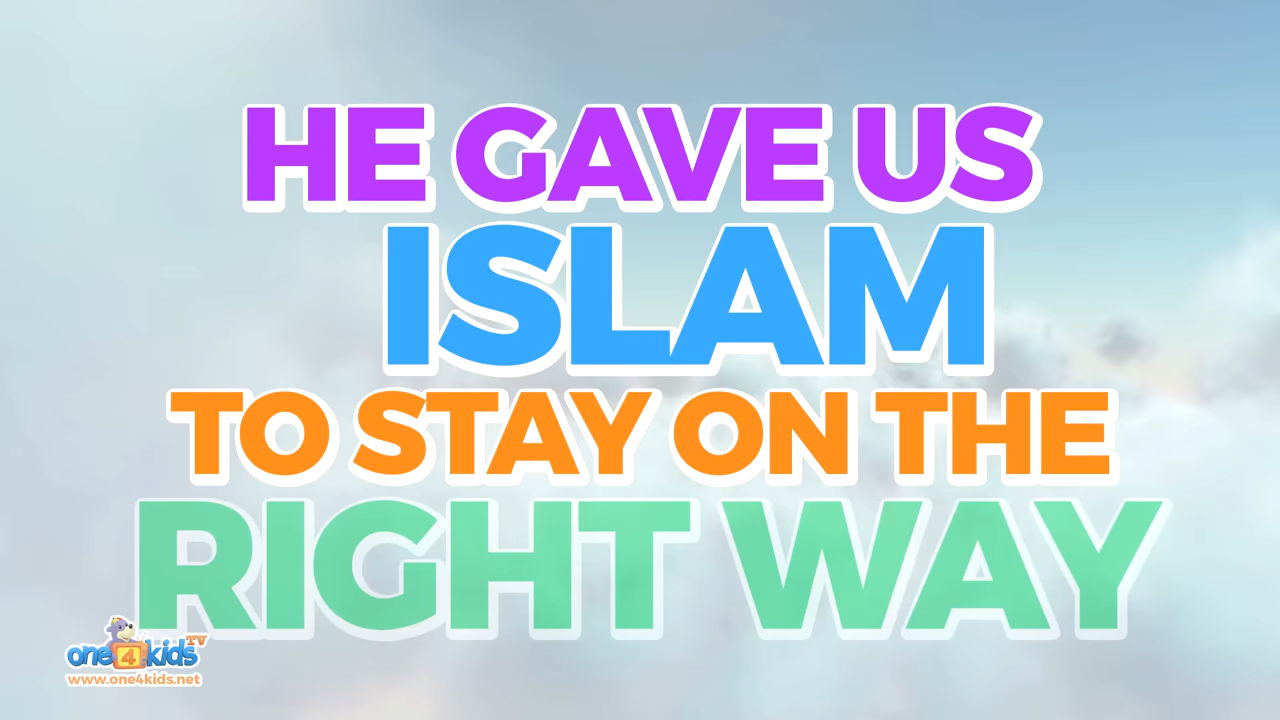 HE GAVE US
ISLAM
TO STAY ON THE
RIGHT WAY
one4kids TV
www.one4kids.net